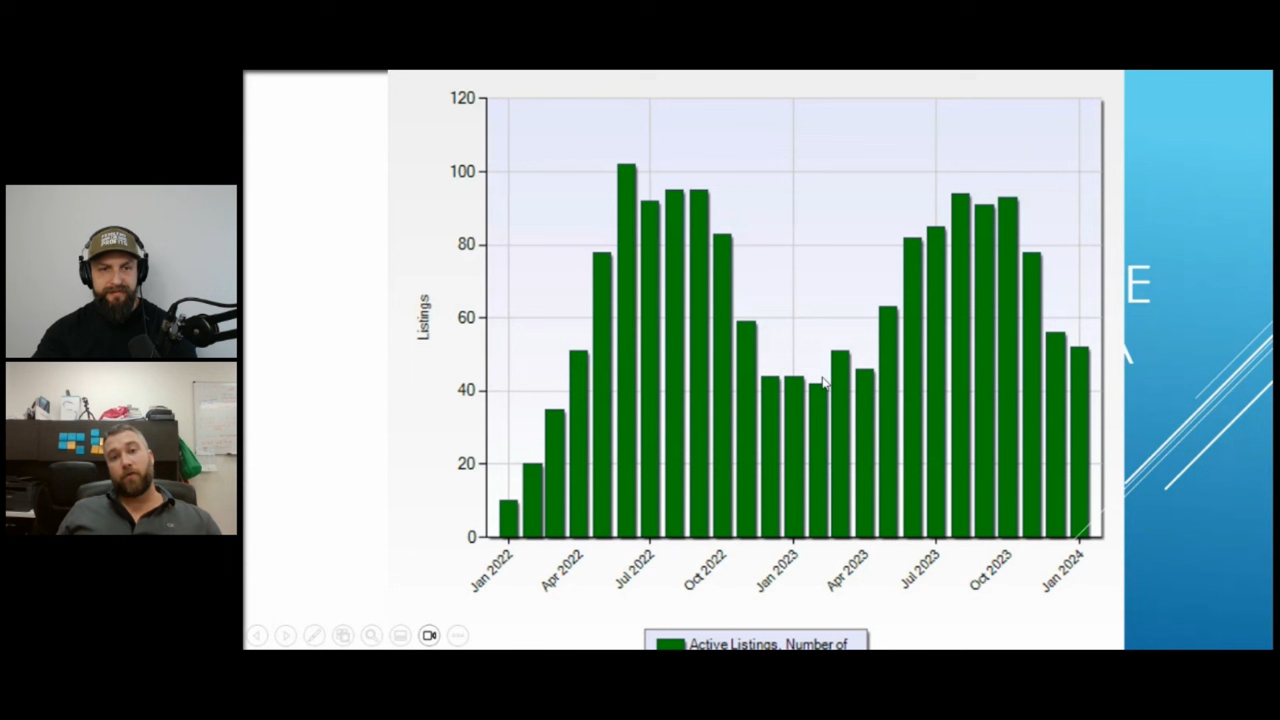 120
100
80
60
40
20
0
Listings
Jan 2022
Apr 2022
Jul 2022
Oct 2022
Jan 2023
Apr 2023
Jul 2023
Oct 2023
Jan 2024
Active Listings, Number of
E
A